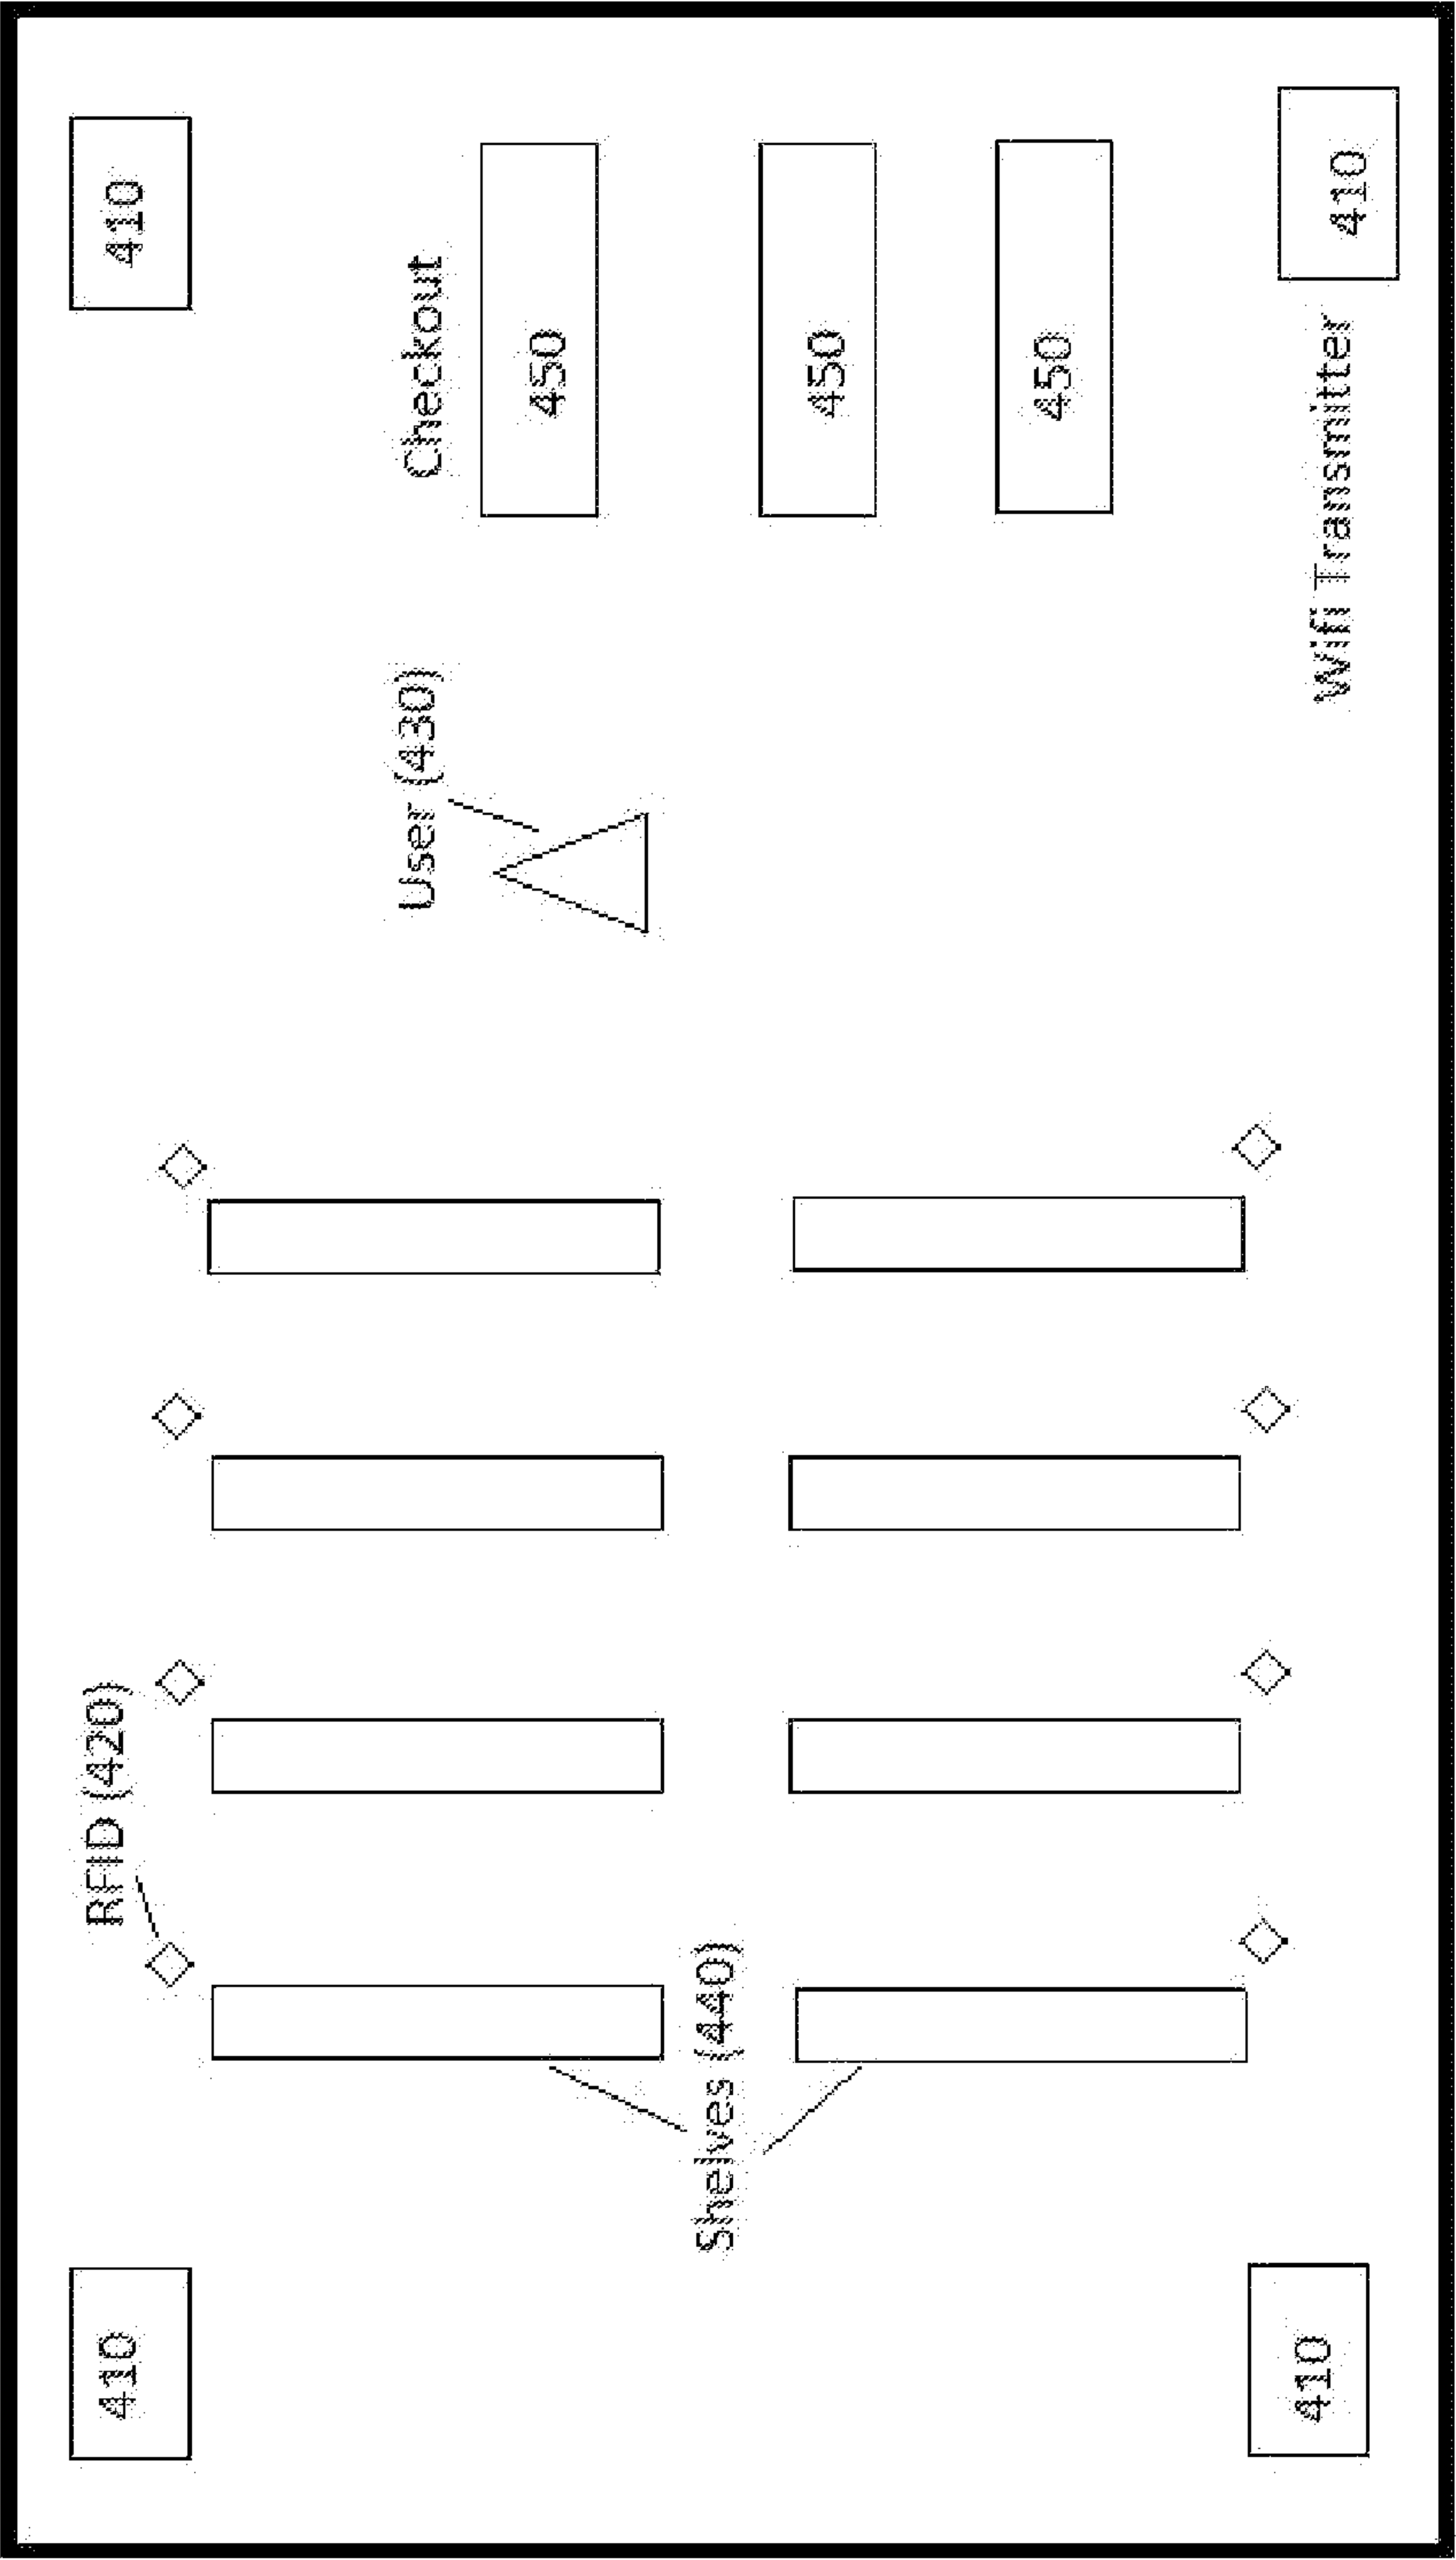 410
RFID (420)
410
User (430)
Checkout
450
Shelves (440)
450
450
410
Wifi Transmitter
410